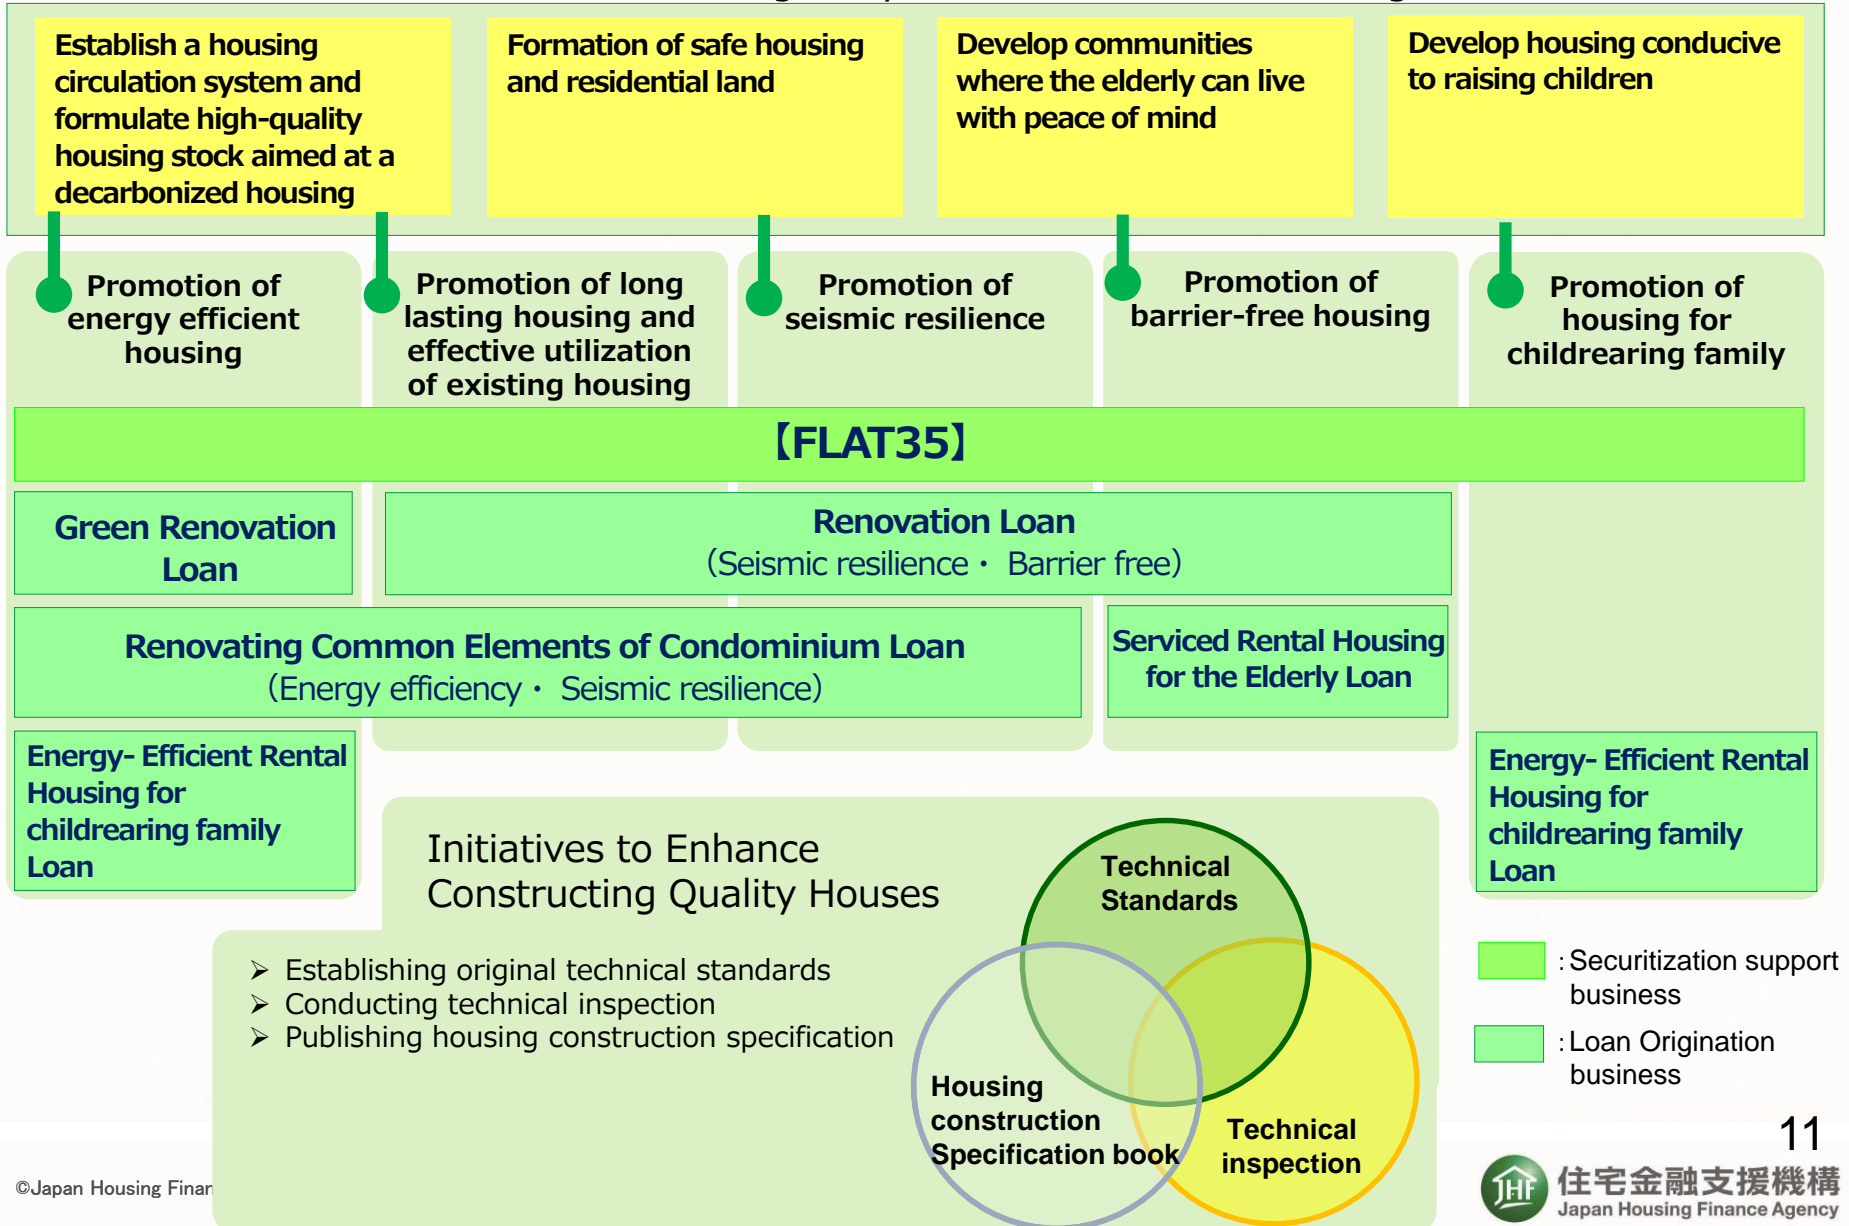 Establish a housing
circulation system and
formulate high-quality
housing stock aimed at a
decarbonized housing
Formation of safe housing
and residential land
Develop communities
where the elderly can live
with peace of mind
Develop housing conducive
to raising children
Promotion of
energy efficient
housing
Promotion of long
lasting housing and
effective utilization
of existing housing
Promotion of
seismic resilience
Promotion of
barrier-free housing
Promotion of
housing for
childrearing family
【FLAT35】
Green Renovation
Loan
Renovation Loan
(Seismic resilience・ Barrier free)
Renovating Common Elements of Condominium Loan
(Energy efficiency・ Seismic resilience)
Serviced Rental Housing
for the Elderly Loan
Energy- Efficient Rental
Housing for
childrearing family
Loan
Energy- Efficient Rental
Housing for
childrearing family
Loan
Initiatives to Enhance
Constructing Quality Houses
➢ Establishing original technical standards
➢ Conducting technical inspection
➢ Publishing housing construction specification
Technical
Standards
Housing
construction
Specification book
Technical
inspection
:Securitization support
business
:Loan Origination
business
11
©Japan Housing Finan
JHF
住宅金融支援機構
Japan Housing Finance Agency